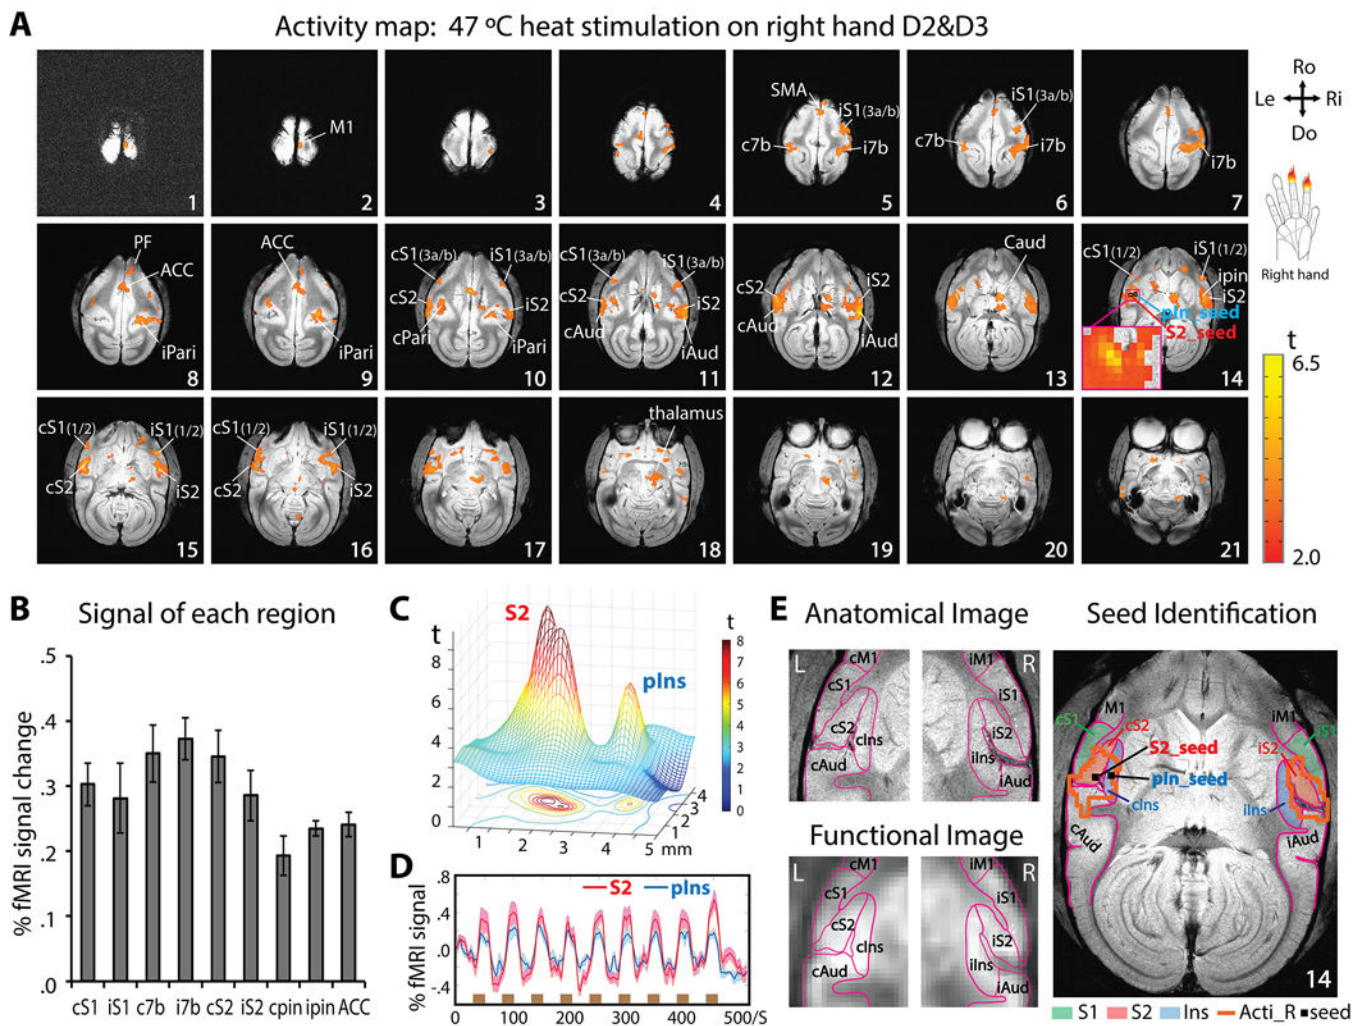 A
Activity map: 47 ºC heat stimulation on right hand D2&D3
1
M1
2
3
4
SMA
iS1(3a/b)
c7b
i7b
5
iS1(3a/b)
c7b
i7b
6
i7b
7
Ro
Le Ri
Do
Right hand
PF
ACC
iPari
8
ACC
iPari
9
cS1(3a/b)
iS1(3a/b)
cS2
iS2
cPari
iPari
10
cS1(3a/b)
iS1(3a/b)
cS2
iS2
cAud
iAud
11
cS2
iS2
cAud
iAud
12
Caud
13
cS1(1/2)
iS1(1/2)
ipin
iS2
pIn_seed
S2_seed
14
t
6.5
2.0
cS1(1/2)
iS1(1/2)
cS2
iS2
15
cS1(1/2)
iS1(1/2)
cS2
iS2
16
17
thalamus
18
19
20
21
B
Signal of each region
% fMRI signal change
.5
.4
0.3
0.2
0.1
.0
cS1 iS1 c7b i7b cS2 iS2 cpin ipin ACC
C
S2
pIns
t
8
6
4
2
0
1 2 3 4 5 mm
4
3
2
1
t
8
7
6
5
4
3
2
1
0
D
S2 pIns
% fMRI signal
.8
.4
.0
-.4
0 100 200 300 400 500/S
E
Anatomical Image
L
cM1
cS1
cS2
cIns
cAud
R
iM1
iS1
iS2
iIns
iAud
Functional Image
L
cM1
cS1
cS2
cIns
cAud
R
iM1
iS1
iS2
iIns
iAud
Seed Identification
M1
cS1
cS2
S2_seed
pIn_seed
cIns
cAud
iM1
iS1
iS2
iIns
iAud
14
S1 S2 Ins Acti_R seed